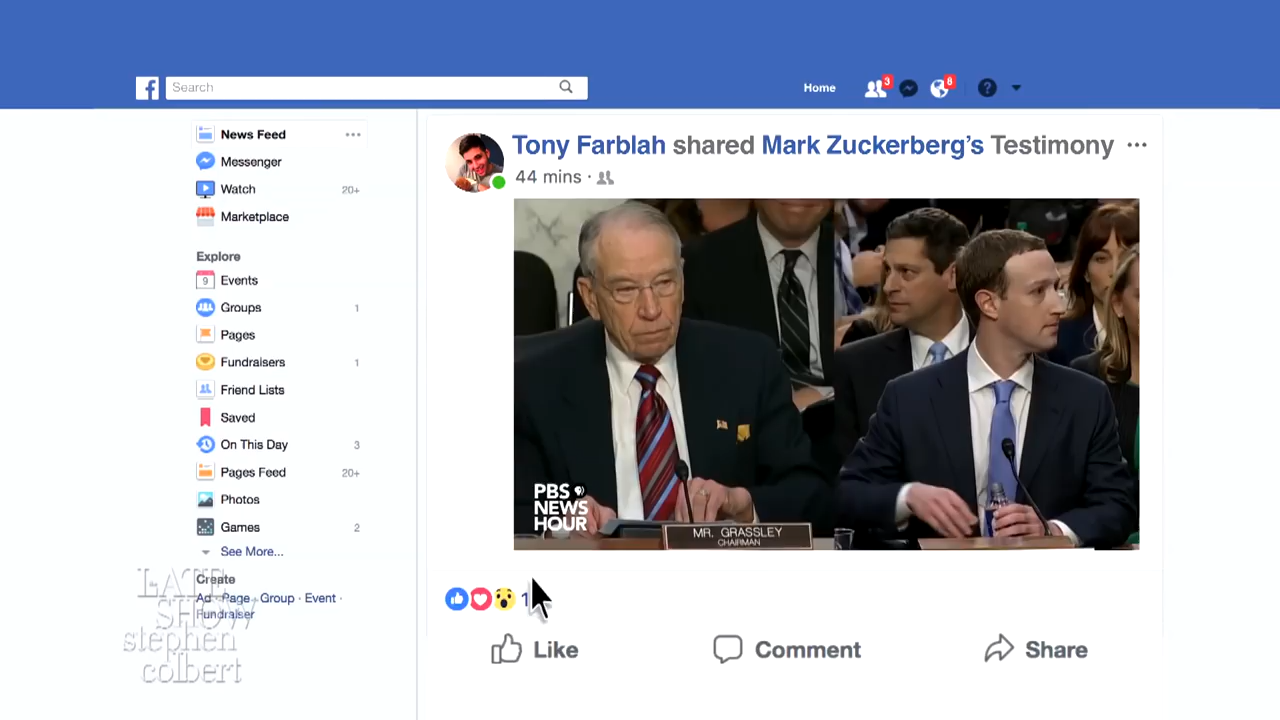 f
Search
Home
3
8
?
News Feed
Messenger
Watch 20+
Marketplace
Explore
9 Events
Groups 1
Pages
Fundraisers 1
Friend Lists
Saved
On This Day 3
Pages Feed 20+
Photos
Games 2
See More...
Create
Ad · Page · Group · Event ·
Fundraiser
LATE
SHOW
stephen
colbert
Tony Farblah shared Mark Zuckerberg’s Testimony
44 mins ·
PBS
NEWS
HOUR
MR. GRASSLEY
CHAIRMAN
Like
Comment
Share